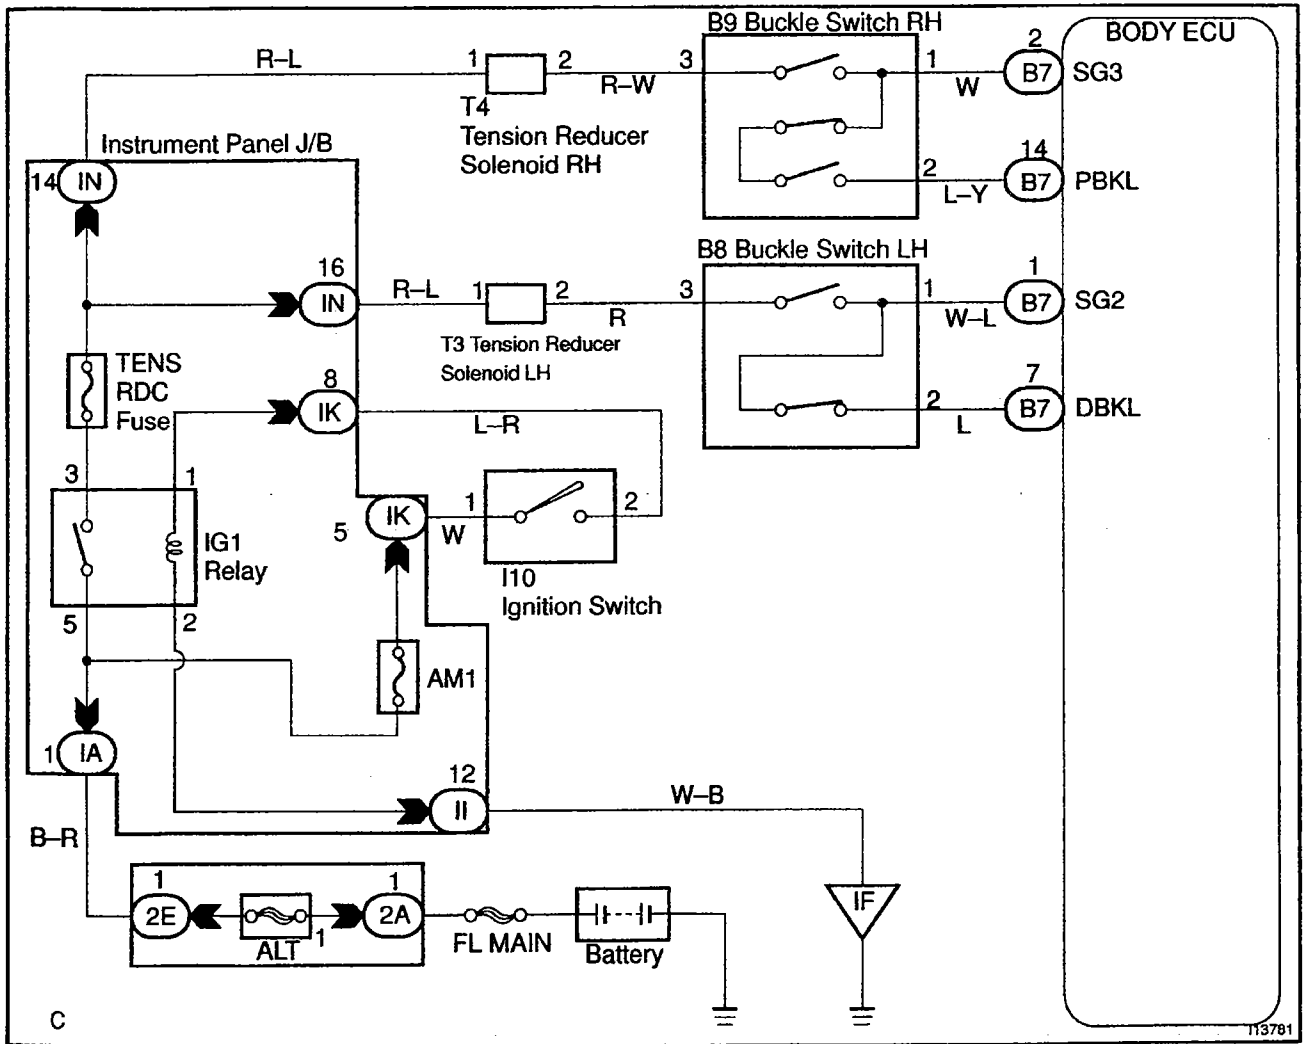 B9 Buckle Switch RH
BODY ECU
R–L
1
2
R–W
3
1
W
2
B7
SG3
T4
Tension Reducer
Solenoid RH
Instrument Panel J/B
14
IN
2
L–Y
14
B7
PBKL
B8 Buckle Switch LH
16
IN
R–L
1
2
R
3
1
W–L
1
B7
SG2
T3 Tension Reducer
Solenoid LH
TENS
RDC
Fuse
8
IK
L–R
2
L
7
B7
DBKL
3
1
5
IK
W
1
2
IG1
Relay
I10
Ignition Switch
5
2
AM1
1
IA
12
II
W–B
B–R
1
2E
ALT
1
1
2A
FL MAIN
Battery
IF
C
I13781